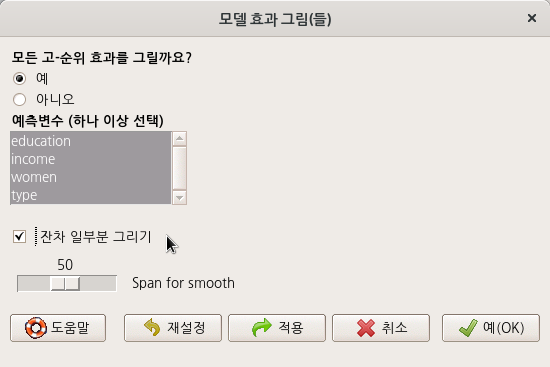 모델 효과 그림(들)
모든 고-순위 효과를 그릴까요?
예
아니오
예측변수 (하나 이상 선택)
education
income
women
type
잔차 일부분 그리기
50
Span for smooth
도움말 재설정 적용 취소 예(OK)